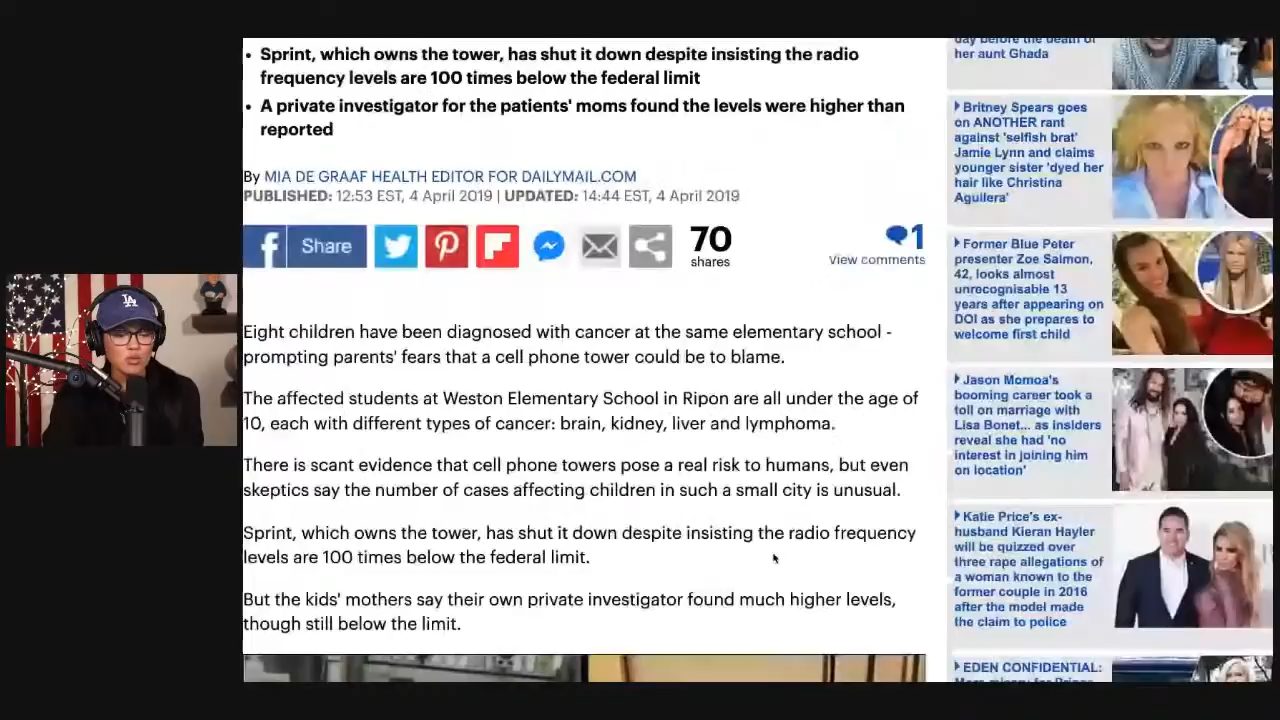 Sprint, which owns the tower, has shut it down despite insisting the radio
frequency levels are 100 times below the federal limit
A private investigator for the patients' moms found the levels were higher than
reported
By MIA DE GRAAF HEALTH EDITOR FOR DAILYMAIL.COM
PUBLISHED: 12:53 EST, 4 April 2019 | UPDATED: 14:44 EST, 4 April 2019
f Share
70
shares
1
View comments
Eight children have been diagnosed with cancer at the same elementary school -
prompting parents' fears that a cell phone tower could be to blame.
The affected students at Weston Elementary School in Ripon are all under the age of
10, each with different types of cancer: brain, kidney, liver and lymphoma.
There is scant evidence that cell phone towers pose a real risk to humans, but even
skeptics say the number of cases affecting children in such a small city is unusual.
Sprint, which owns the tower, has shut it down despite insisting the radio frequency
levels are 100 times below the federal limit.
But the kids' mothers say their own private investigator found much higher levels,
though still below the limit.
day before the death of
her aunt Ghada
Britney Spears goes
on ANOTHER rant
against 'selfish brat'
Jamie Lynn and claims
younger sister 'dyed her
hair like Christina
Aguilera'
Former Blue Peter
presenter Zoe Salmon,
42, looks almost
unrecognisable 13
years after appearing on
DOI as she prepares to
welcome first child
Jason Momoa's
booming career took a
toll on marriage with
Lisa Bonet... as insiders
reveal she had 'no
interest in joining him
on location'
Katie Price's ex-
husband Kieran Hayler
will be quizzed over
three rape allegations of
a woman known to the
former couple in 2016
after the model made
the claim to police
EDEN CONFIDENTIAL:
LA